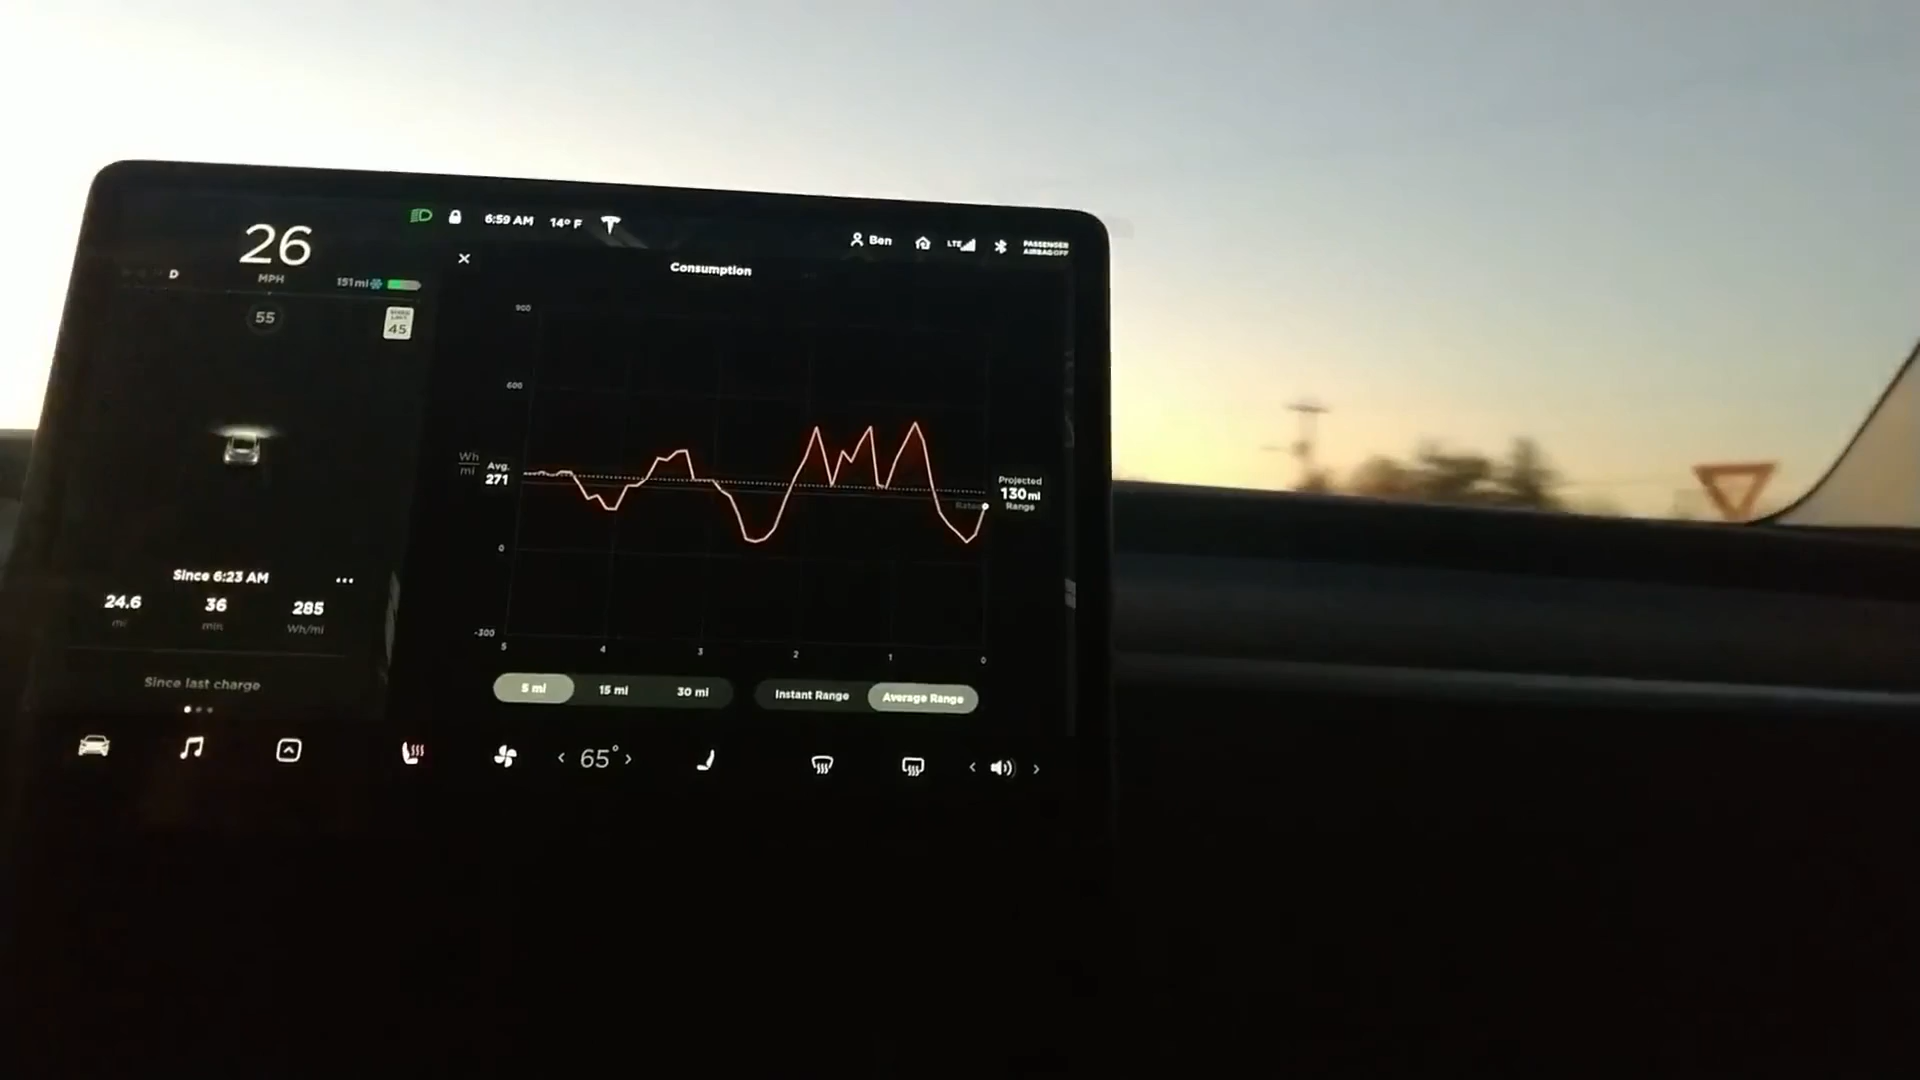 26
MPH
D
151 mi
55
SPEED LIMIT
45
6:59 AM 14° F
Ben
LTE
PASSENGER
AIRBAG OFF
Consumption
900
600
0
-300
Wh
mi
Avg.
271
Projected
130 mi
Range
Rated
5 4 3 2 1 0
5 mi 15 mi 30 mi
Instant Range Average Range
Since 6:23 AM
24.6 36 285
mi min Wh/mi
Since last charge
65°